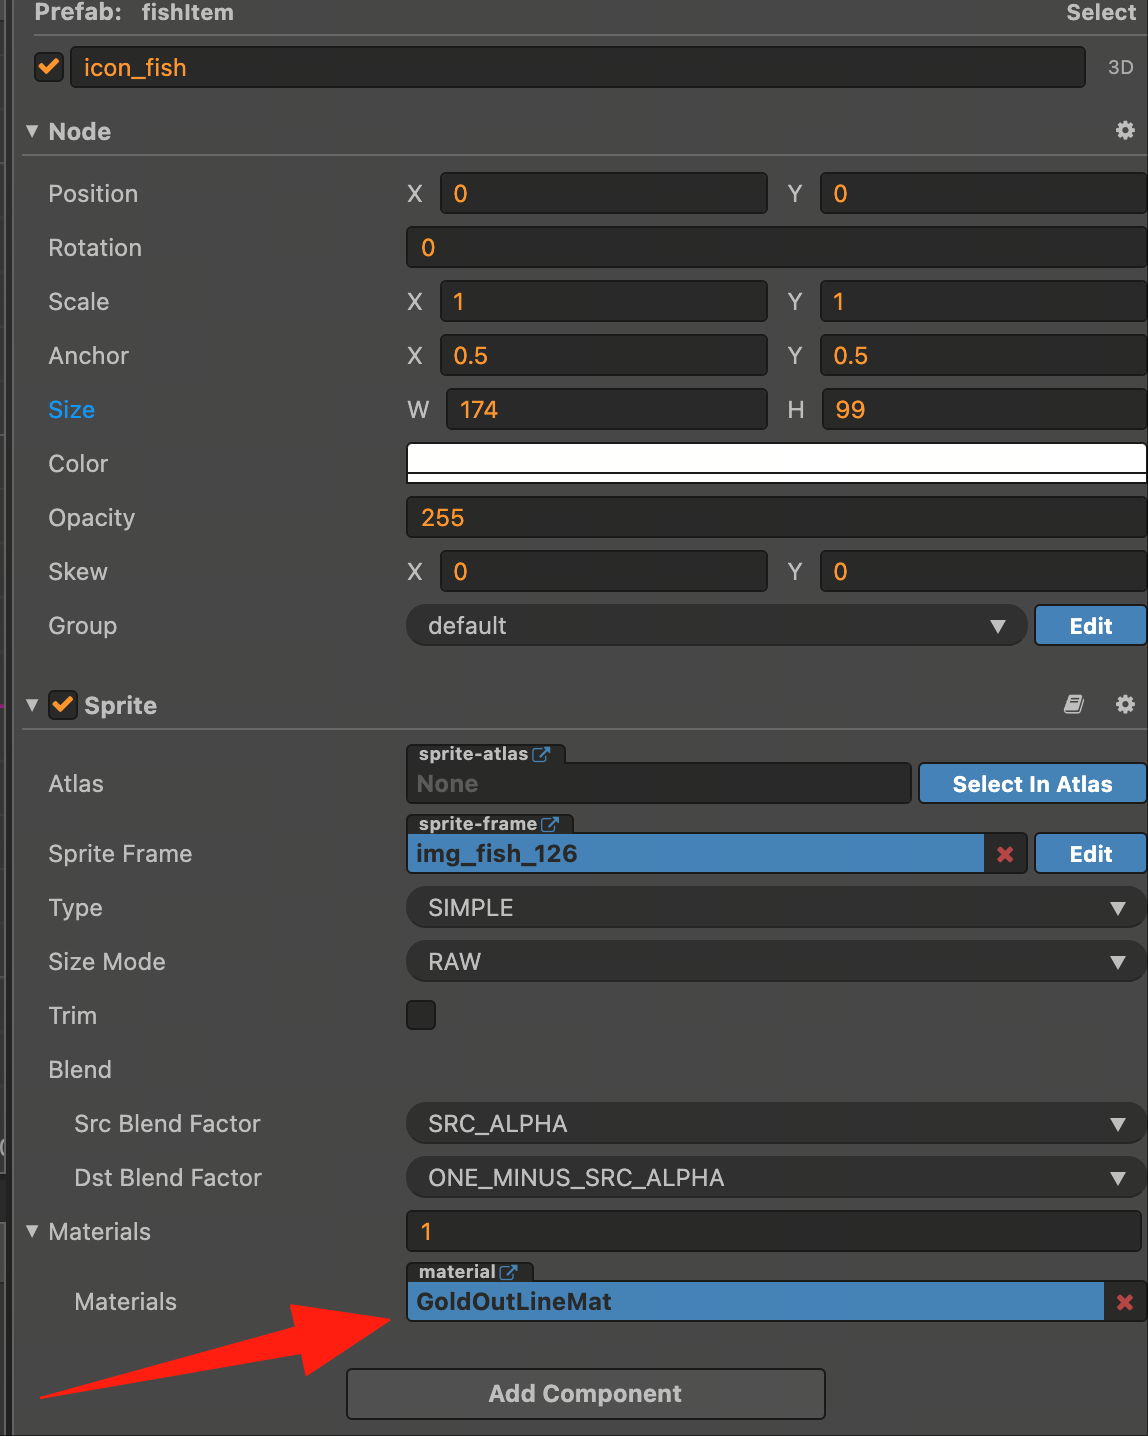 Prefab: fishItem Select
icon_fish 3D
Node
Position X 0 Y 0
Rotation 0
Scale X 1 Y 1
Anchor X 0.5 Y 0.5
Size W 174 H 99
Color
Opacity 255
Skew X 0 Y 0
Group default Edit
Sprite
sprite-atlas
Atlas None Select In Atlas
sprite-frame
Sprite Frame img_fish_126 Edit
Type SIMPLE
Size Mode RAW
Trim
Blend
Src Blend Factor SRC_ALPHA
Dst Blend Factor ONE_MINUS_SRC_ALPHA
Materials 1
material
Materials GoldOutLineMat
Add Component